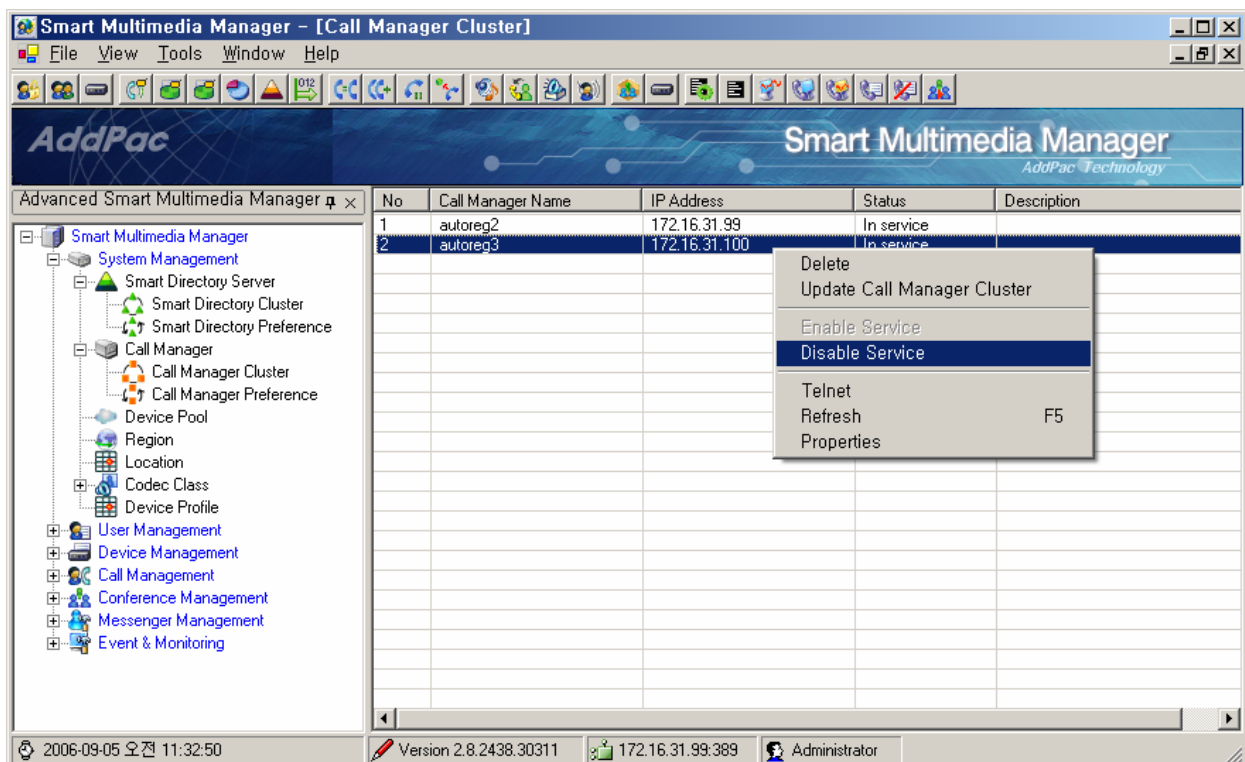 Smart Multimedia Manager - [Call Manager Cluster]
File View Tools Window Help
012
AddPac
Smart Multimedia Manager
AddPac Technology
Advanced Smart Multimedia Manager
Smart Multimedia Manager
System Management
Smart Directory Server
Smart Directory Cluster
Smart Directory Preference
Call Manager
Call Manager Cluster
Call Manager Preference
Device Pool
Region
Location
Codec Class
Device Profile
User Management
Device Management
Call Management
Conference Management
Messenger Management
Event & Monitoring
No Call Manager Name IP Address Status Description
1 autoreg2 172.16.31.99 In service
2 autoreg3 172.16.31.100 In service
Delete
Update Call Manager Cluster
Enable Service
Disable Service
Telnet
Refresh F5
Properties
2006-09-05 오전 11:32:50 Version 2.8.2438.30311 172.16.31.99:389 Administrator